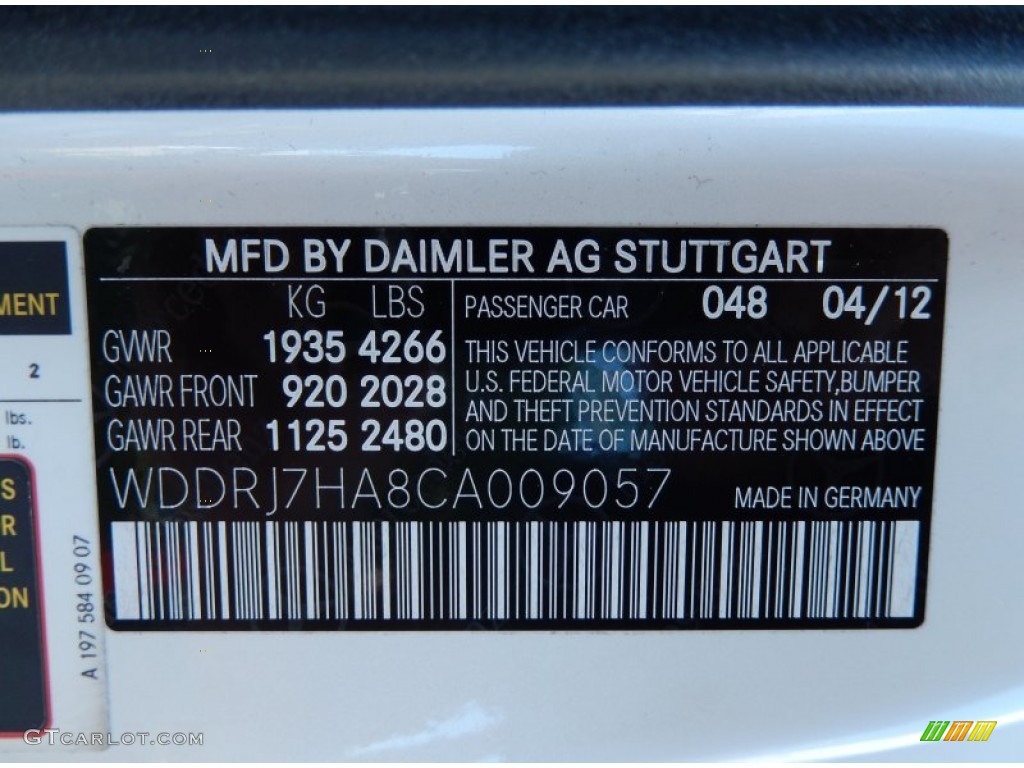 MFD BY DAIMLER AG STUTTGART
KG LBS
GVWR 1935 4266
GAWR FRONT 920 2028
GAWR REAR 1125 2480
PASSENGER CAR 048 04/12
THIS VEHICLE CONFORMS TO ALL APPLICABLE
U.S. FEDERAL MOTOR VEHICLE SAFETY,BUMPER
AND THEFT PREVENTION STANDARDS IN EFFECT
ON THE DATE OF MANUFACTURE SHOWN ABOVE
WDDRJ7HA8CA009057 MADE IN GERMANY
MENT
2
lbs.
lb.
S
R
L
ON
A 197 584 09 07
GTcarlot.com